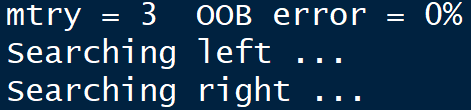 mtry = 3  OOB error = 0%
Searching left ...
Searching right ...